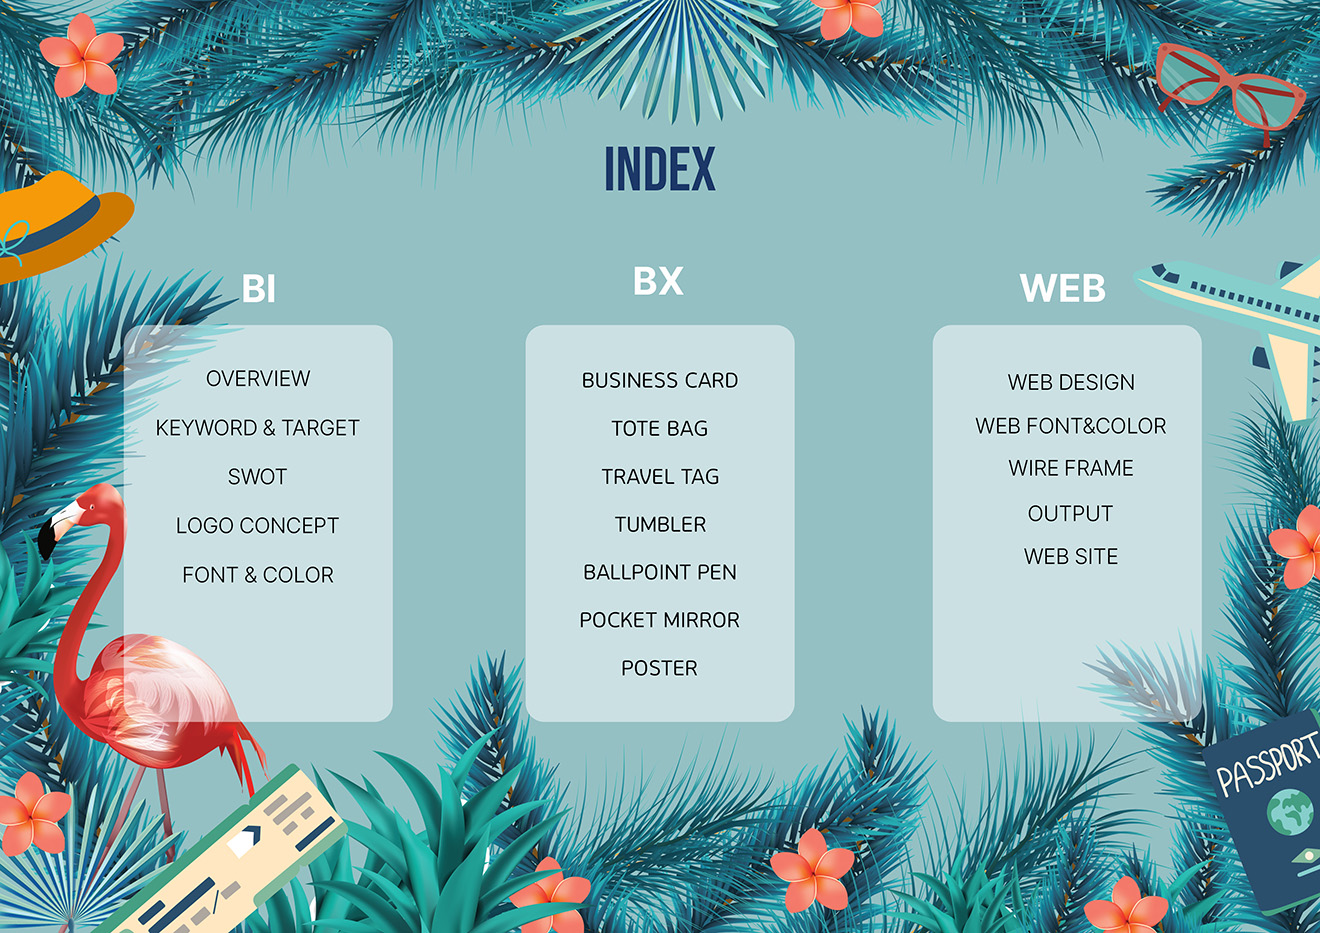 INDEX
BI
OVERVIEW
KEYWORD & TARGET
SWOT
LOGO CONCEPT
FONT & COLOR
BX
BUSINESS CARD
TOTE BAG
TRAVEL TAG
TUMBLER
BALLPOINT PEN
POCKET MIRROR
POSTER
WEB
WEB DESIGN
WEB FONT&COLOR
WIRE FRAME
OUTPUT
WEB SITE
PASSPORT